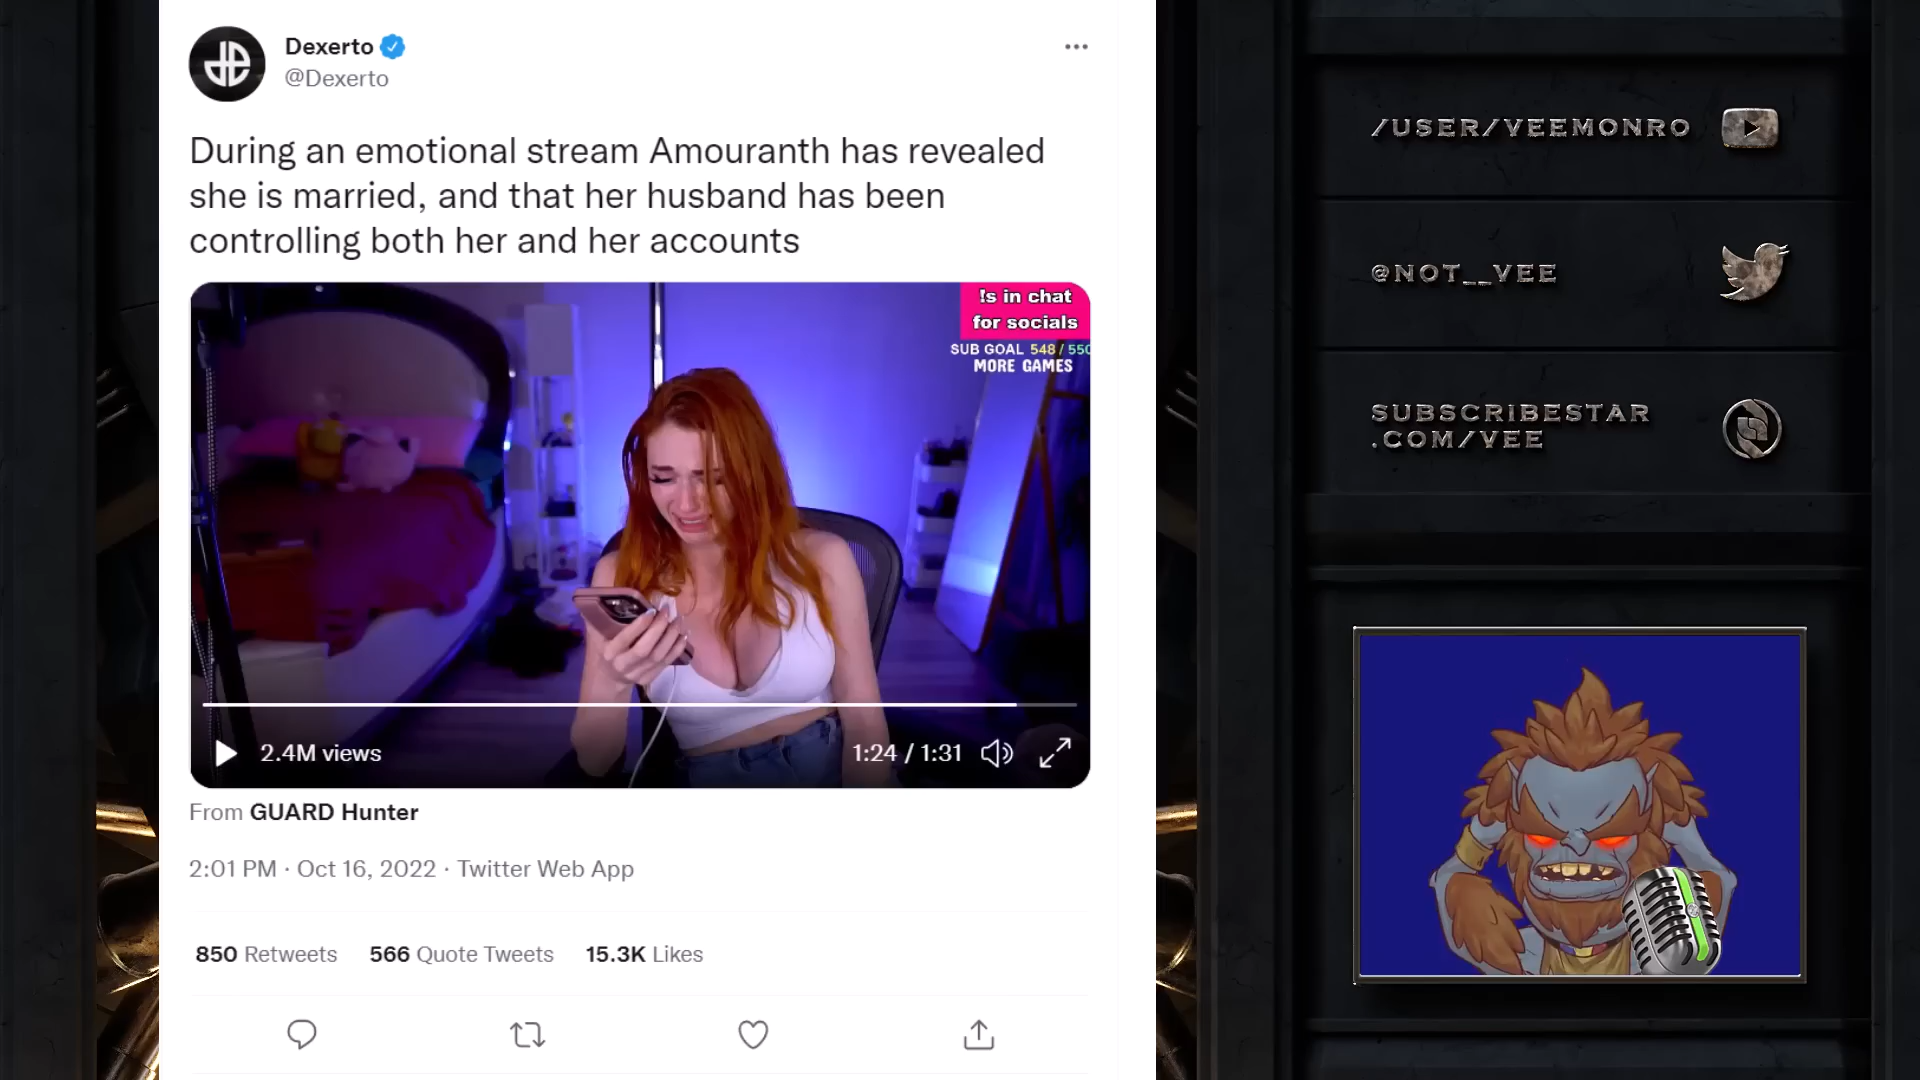 Dexerto
@Dexerto
During an emotional stream Amouranth has revealed
she is married, and that her husband has been
controlling both her and her accounts
!s in chat
for socials
SUB GOAL 548 / 550
MORE GAMES
2.4M views
1:24 / 1:31
From GUARD Hunter
2:01 PM · Oct 16, 2022 · Twitter Web App
850 Retweets 566 Quote Tweets 15.3K Likes
/USER/VEEMONRO
@NOT__VEE
SUBSCRIBESTAR
.COM/VEE